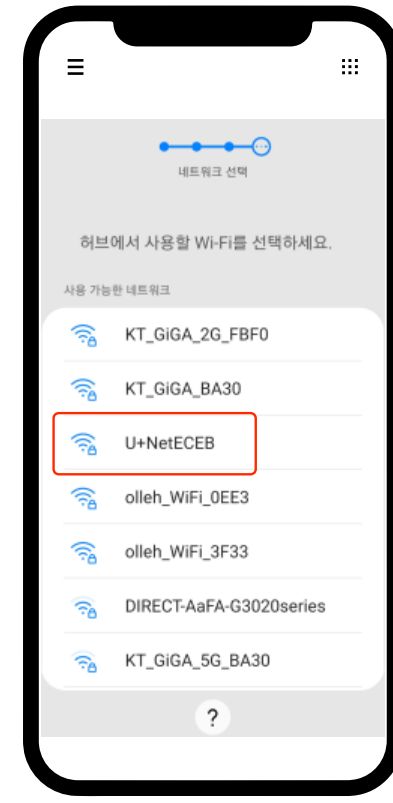 네트워크 선택
허브에서 사용할 Wi-Fi를 선택하세요.
사용 가능한 네트워크
KT_GiGA_2G_FBF0
KT_GiGA_BA30
U+NetECEB
olleh_WiFi_0EE3
olleh_WiFi_3F33
DIRECT-AaFA-G3020series
KT_GiGA_5G_BA30
?